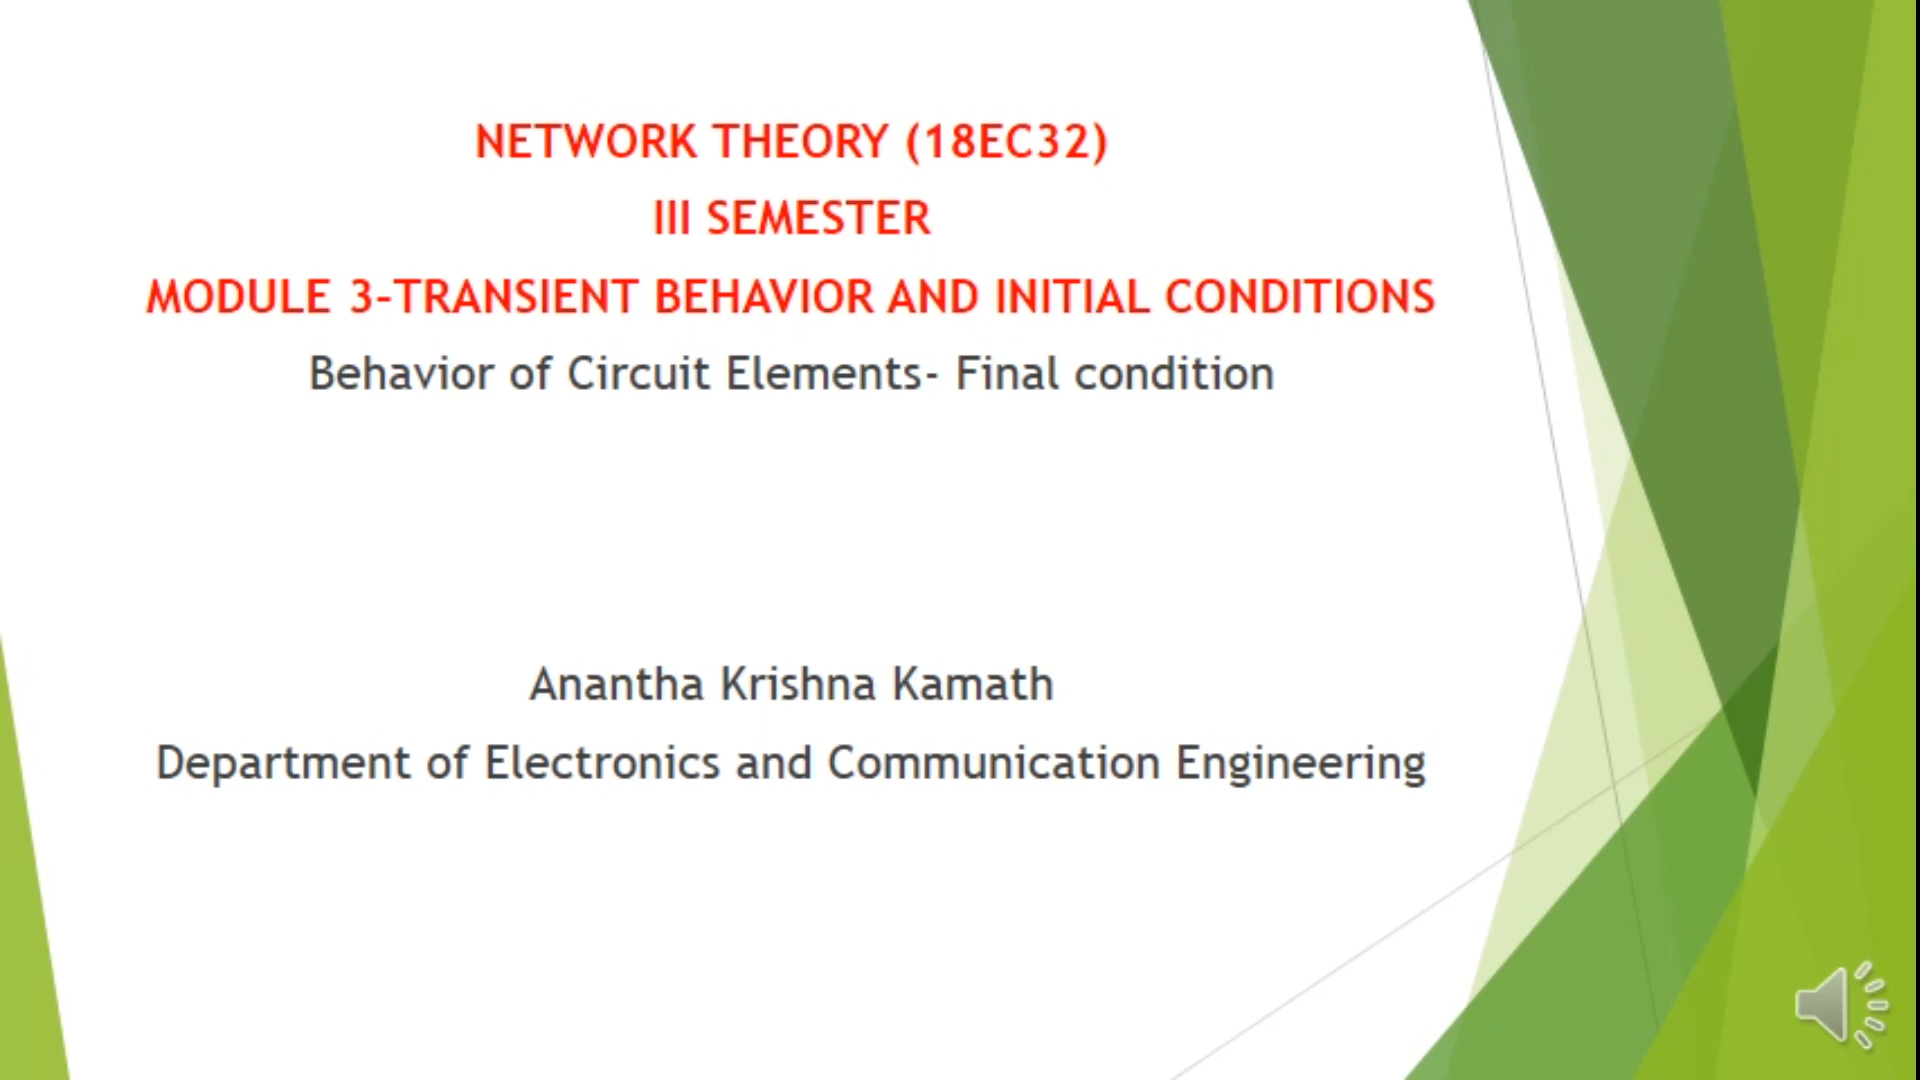 NETWORK THEORY (18EC32)
III SEMESTER
MODULE 3-TRANSIENT BEHAVIOR AND INITIAL CONDITIONS
Behavior of Circuit Elements- Final condition
Anantha Krishna Kamath
Department of Electronics and Communication Engineering